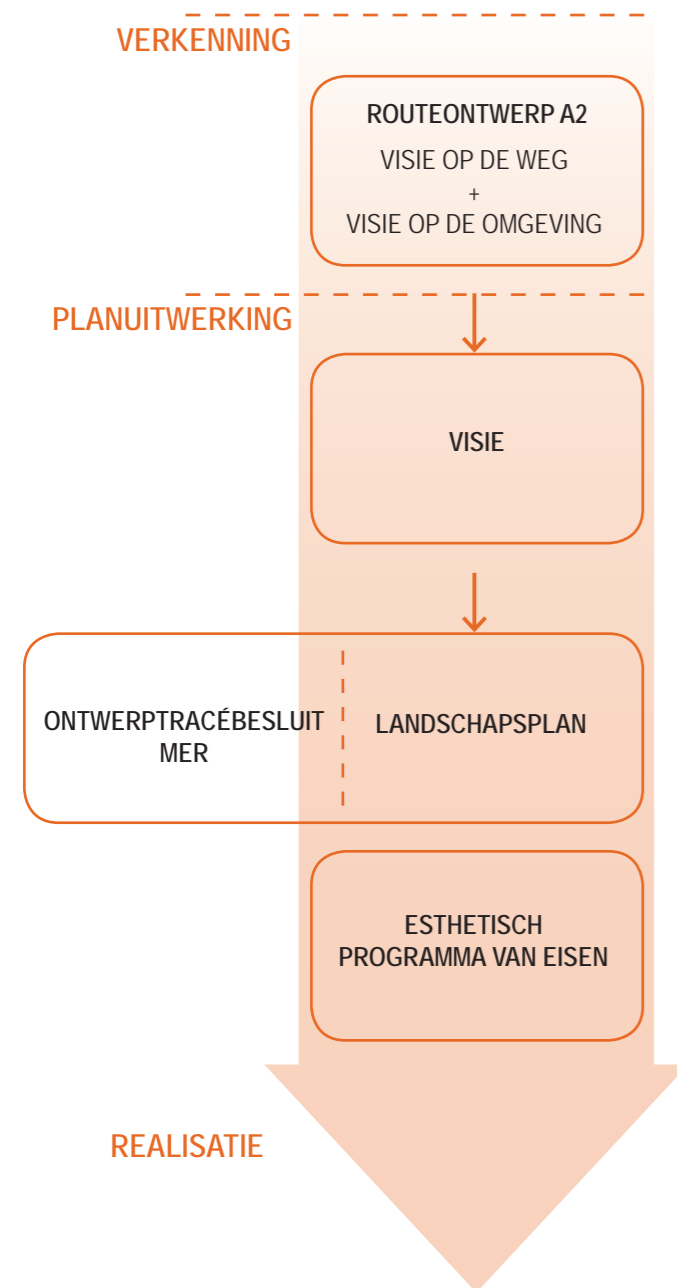 VERKENNING
ROUTEONTWERP A2
VISIE OP DE WEG
+
VISIE OP DE OMGEVING
PLANUITWERKING
VISIE
ONTWERPTRACÉBESLUIT
MER
LANDSCHAPSPLAN
ESTHETISCH
PROGRAMMA VAN EISEN
REALISATIE